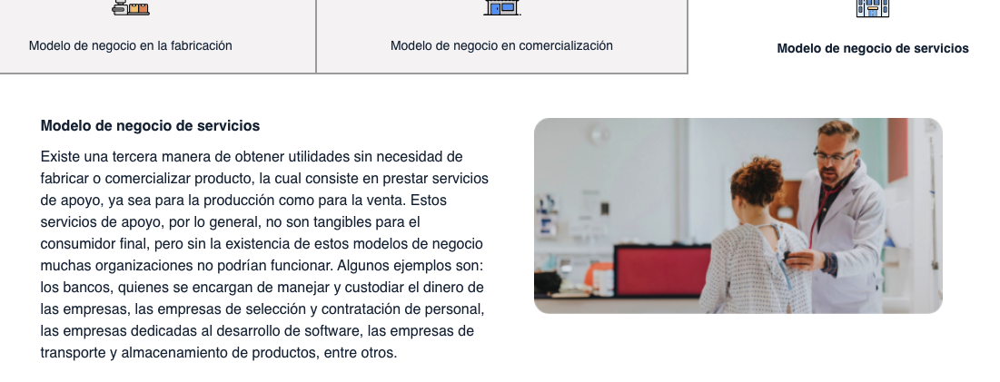 Modelo de negocio en la fabricación
Modelo de negocio en comercialización
Modelo de negocio de servicios
Modelo de negocio de servicios
Existe una tercera manera de obtener utilidades sin necesidad de
fabricar o comercializar producto, la cual consiste en prestar servicios
de apoyo, ya sea para la producción como para la venta. Estos
servicios de apoyo, por lo general, no son tangibles para el
consumidor final, pero sin la existencia de estos modelos de negocio
muchas organizaciones no podrían funcionar. Algunos ejemplos son:
los bancos, quienes se encargan de manejar y custodiar el dinero de
las empresas, las empresas de selección y contratación de personal,
las empresas dedicadas al desarrollo de software, las empresas de
transporte y almacenamiento de productos, entre otros.